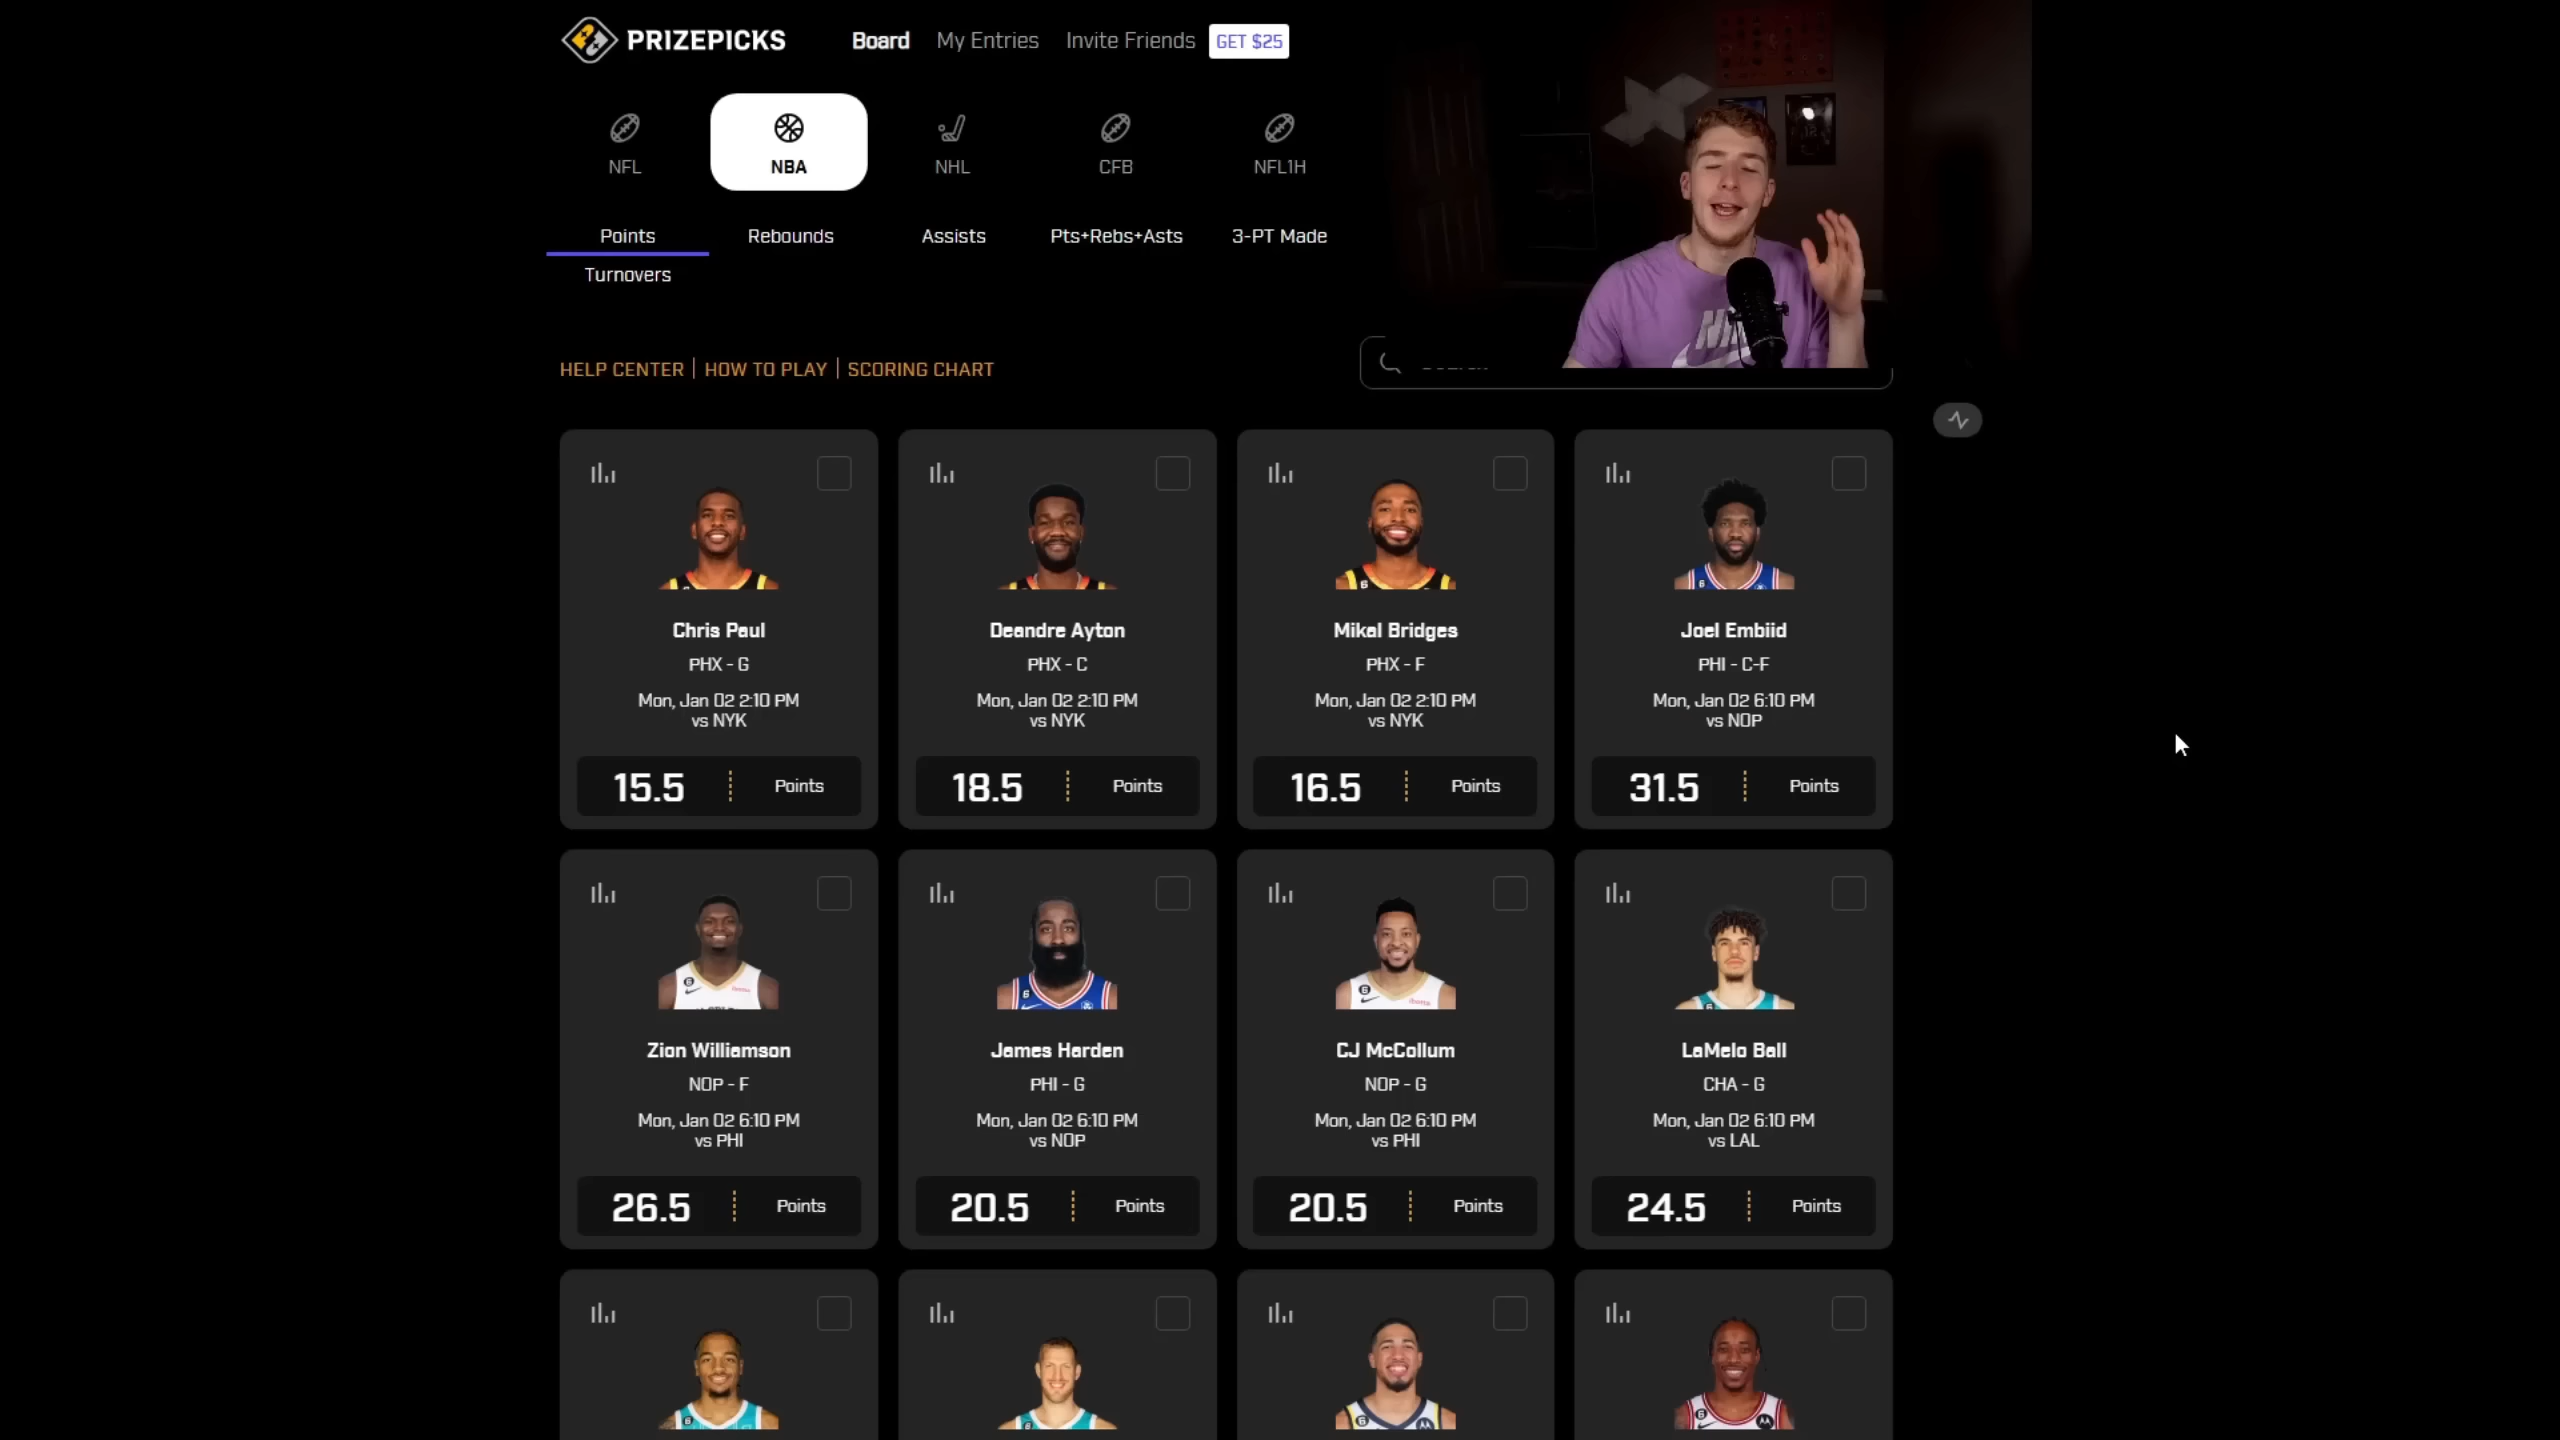 PRIZEPICKS
Board My Entries Invite Friends GET $25
NFL NBA NHL CFB NFL1H
Points Rebounds Assists Pts+Rebs+Asts 3-PT Made
Turnovers
HELP CENTER | HOW TO PLAY | SCORING CHART
Chris Paul Deandre Ayton Mikal Bridges Joel Embiid
PHX - G PHX - C PHX - F PHI - C-F
Mon, Jan 02 2:10 PM Mon, Jan 02 2:10 PM Mon, Jan 02 2:10 PM Mon, Jan 02 6:10 PM
vs NYK vs NYK vs NYK vs NOP
15.5 Points 18.5 Points 16.5 Points 31.5 Points
Zion Williamson James Harden CJ McCollum LaMelo Ball
NOP - F PHI - G NOP - G CHA - G
Mon, Jan 02 6:10 PM Mon, Jan 02 6:10 PM Mon, Jan 02 6:10 PM Mon, Jan 02 6:10 PM
vs PHI vs NOP vs PHI vs LAL
26.5 Points 20.5 Points 20.5 Points 24.5 Points